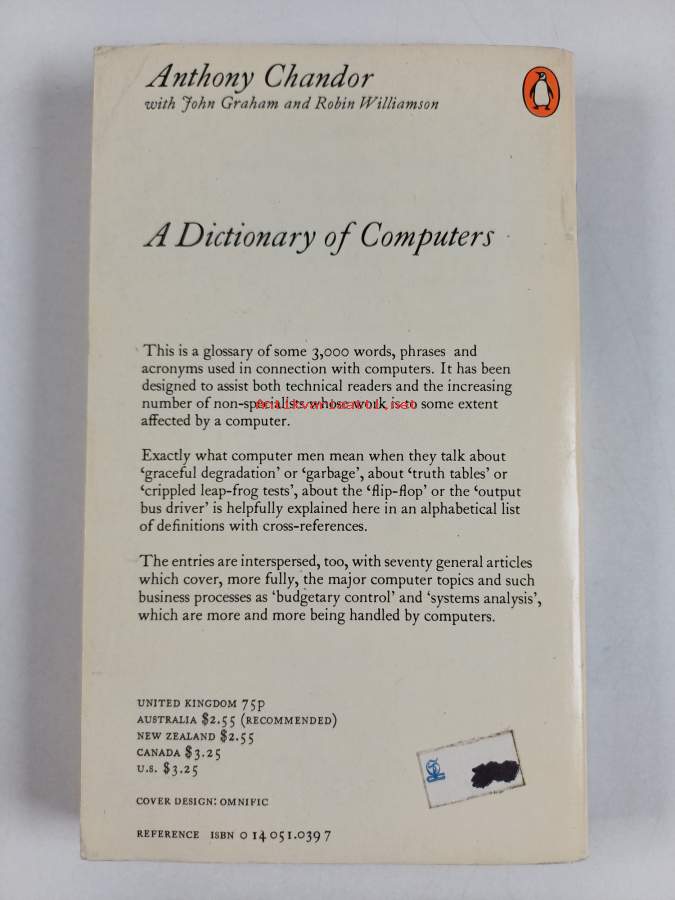 Anthony Chandor
with John Graham and Robin Williamson
A Dictionary of Computers
This is a glossary of some 3,000 words, phrases and
acronyms used in connection with computers. It has been
designed to assist both technical readers and the increasing
number of non-specialists whose work is to some extent
Antikvariaatti.net
affected by a computer.
Exactly what computer men mean when they talk about
‘graceful degradation’ or ‘garbage’, about ‘truth tables’ or
‘crippled leap-frog tests’, about the ‘flip-flop’ or the ‘output
bus driver’ is helpfully explained here in an alphabetical list
of definitions with cross-references.
The entries are interspersed, too, with seventy general articles
which cover, more fully, the major computer topics and such
business processes as ‘budgetary control’ and ‘systems analysis’,
which are more and more being handled by computers.
UNITED KINGDOM 75p
AUSTRALIA $2.55 (RECOMMENDED)
NEW ZEALAND $2.55
CANADA $3.25
U.S. $3.25
COVER DESIGN: OMNIFIC
REFERENCE ISBN 0 14 051.039 7